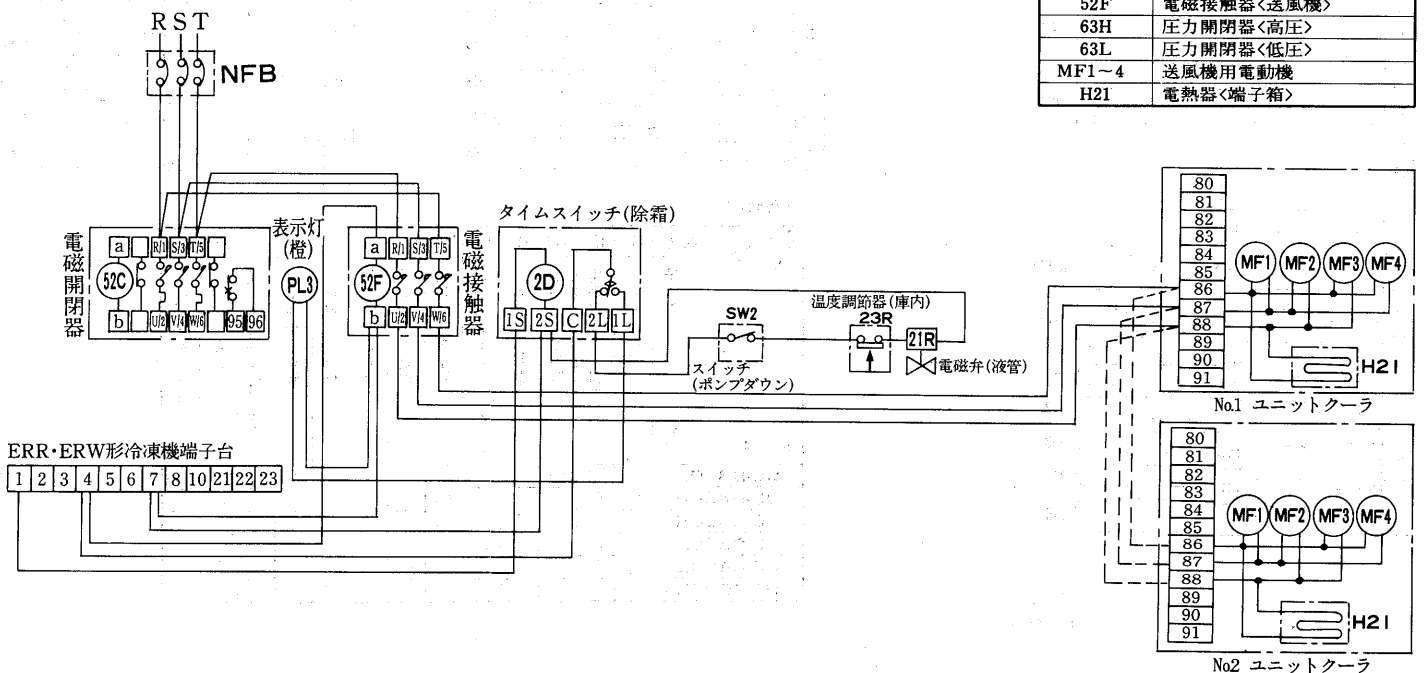 52F 電磁接触器<送風機>
63H 圧力開閉器<高圧>
63L 圧力開閉器<低圧>
MF1~4 送風機用電動機
H21 電熱器<端子箱>
R S T
NFB
電磁開閉器
a R/1 S/3 T/5
52C
b U/2 V/4 W/6 95 96
表示灯
(橙)
PL3
a R/1 S/3 T/5
52F
b U/2 V/4 W/6
電磁接触器
タイムスイッチ(除霜)
2D
1S 2S C 2L 1L
SW2
スイッチ
(ポンプダウン)
温度調節器(庫内)
23R
21R
電磁弁(液管)
ERR・ERW形冷凍機端子台
1 2 3 4 5 6 7 8 10 21 22 23
80
81
82
83
84
85
86
87
88
89
90
91
MF1 MF2 MF3 MF4
H21
No.1 ユニットクーラ
80
81
82
83
84
85
86
87
88
89
90
91
MF1 MF2 MF3 MF4
H21
No2 ユニットクーラ